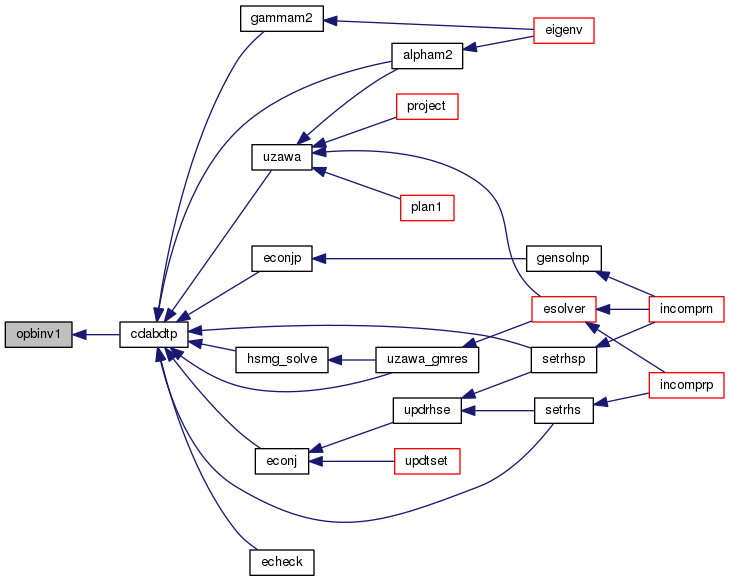 gammam2
eigenv
alpham2
project
uzawa
plan1
econjp
gensolnp
opbinv1
cdabdtp
esolver
incomprn
hsmg_solve
uzawa_gmres
setrhsp
incomprp
updrhse
setrhs
econj
updtset
echeck